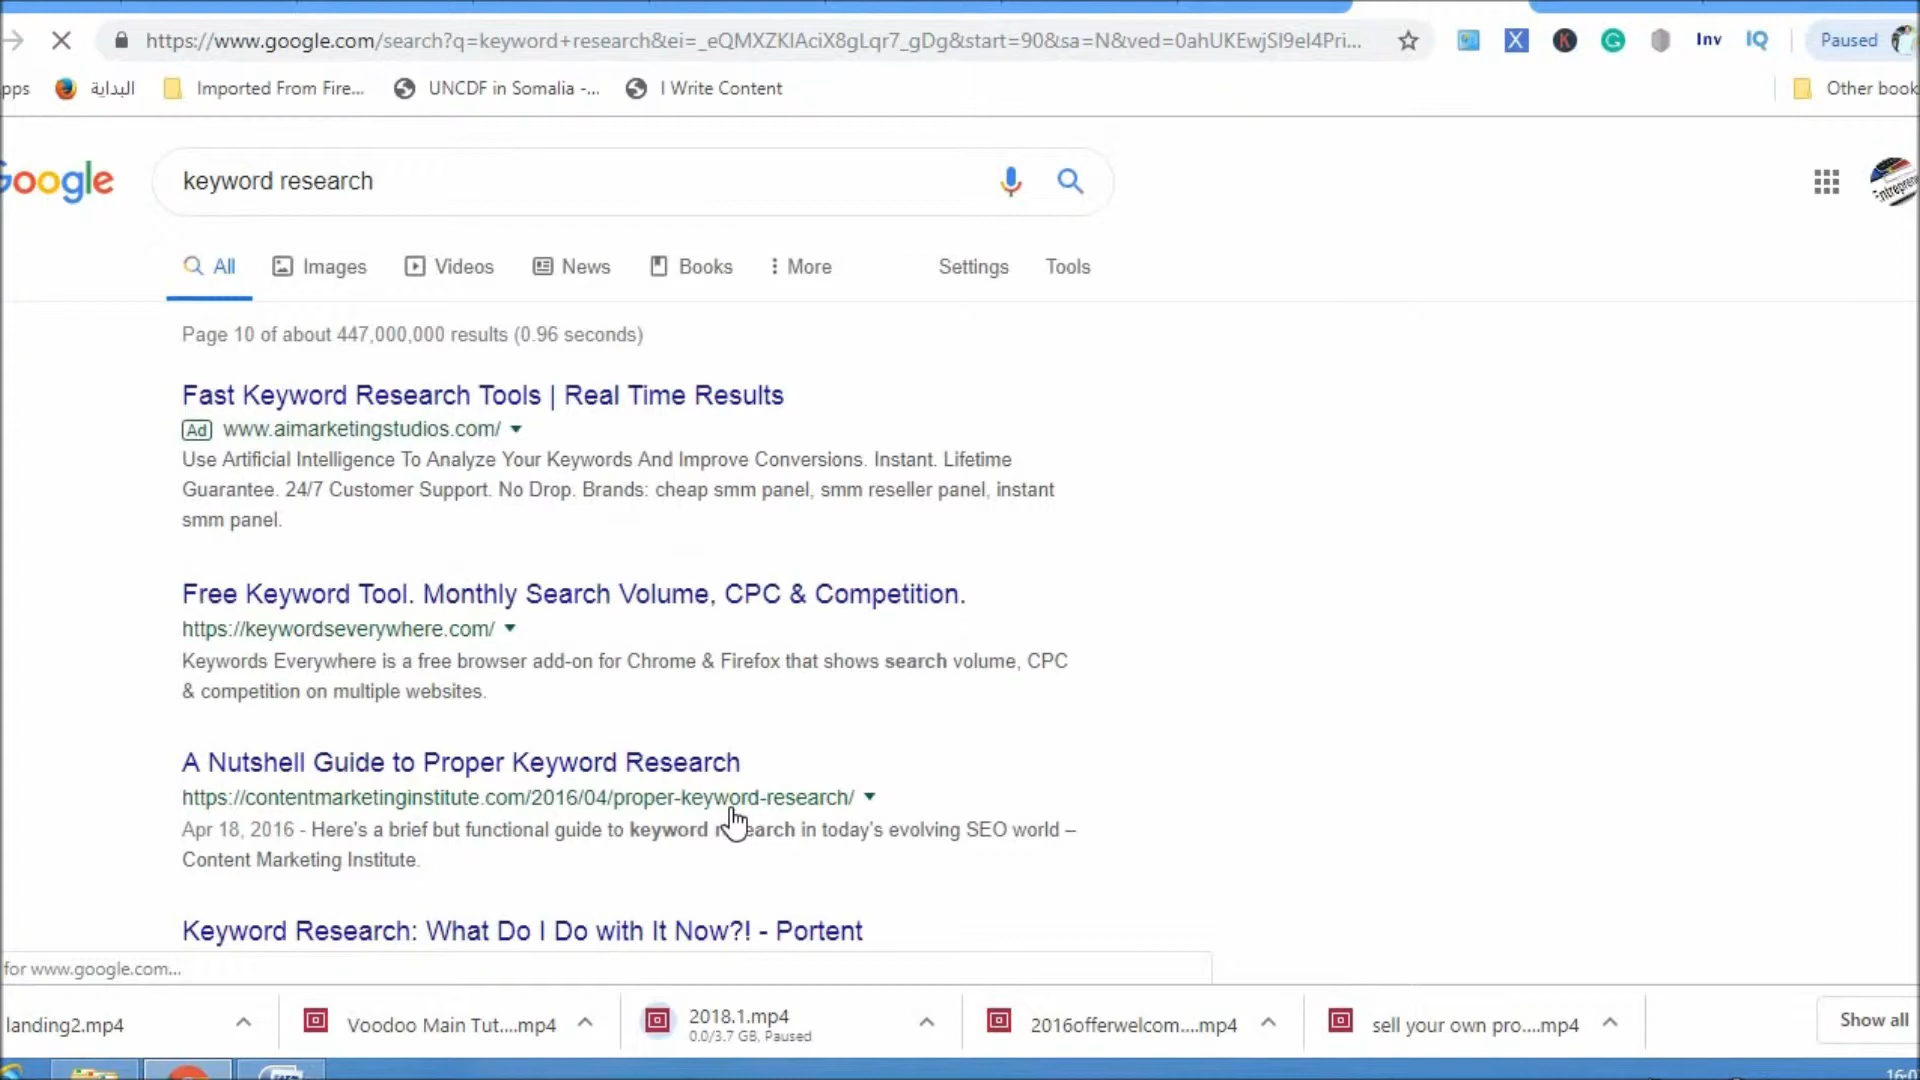 https://www.google.com/search?q=keyword+research&ei=_eQMXZKIAciX8gLqr7_gDg&start=90&sa=N&ved=0ahUKEwjSl9el4Pri...
Inv
IQ
Paused
pps
البداية
Imported From Fire...
UNCDF in Somalia -...
I Write Content
Other book
Google
keyword research
Entrepren
All
Images
Videos
News
Books
More
Settings
Tools
Page 10 of about 447,000,000 results (0.96 seconds)
Fast Keyword Research Tools | Real Time Results
Ad www.aimarketingstudios.com/
Use Artificial Intelligence To Analyze Your Keywords And Improve Conversions. Instant. Lifetime
Guarantee. 24/7 Customer Support. No Drop. Brands: cheap smm panel, smm reseller panel, instant
smm panel.
Free Keyword Tool. Monthly Search Volume, CPC & Competition.
https://keywordseverywhere.com/
Keywords Everywhere is a free browser add-on for Chrome & Firefox that shows search volume, CPC
& competition on multiple websites.
A Nutshell Guide to Proper Keyword Research
https://contentmarketinginstitute.com/2016/04/proper-keyword-research/
Apr 18, 2016 - Here's a brief but functional guide to keyword research in today's evolving SEO world –
Content Marketing Institute.
Keyword Research: What Do I Do with It Now?! - Portent
for www.google.com...
landing2.mp4
Voodoo Main Tut....mp4
2018.1.mp4
0.0/3.7 GB, Paused
2016offerwelcom....mp4
sell your own pro....mp4
Show all